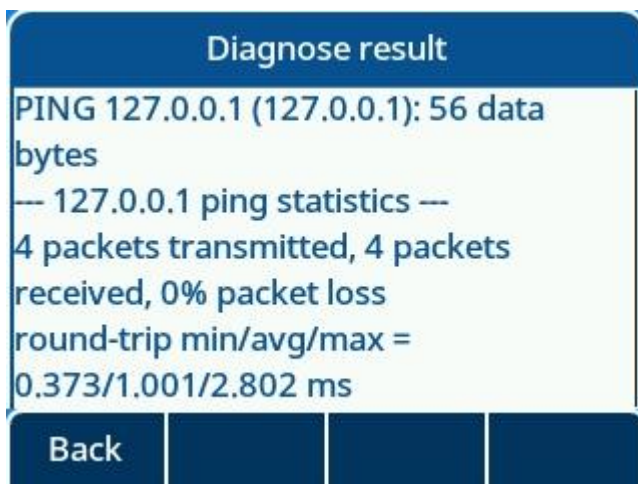 Diagnose result
PING 127.0.0.1 (127.0.0.1): 56 data
bytes
--- 127.0.0.1 ping statistics ---
4 packets transmitted, 4 packets
received, 0% packet loss
round-trip min/avg/max =
0.373/1.001/2.802 ms
Back